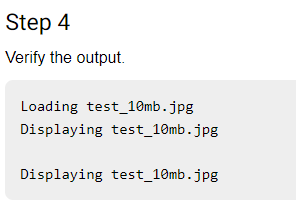 Step 4
Verify the output.
Loading test_10mb.jpg
Displaying test_10mb.jpg

Displaying test_10mb.jpg